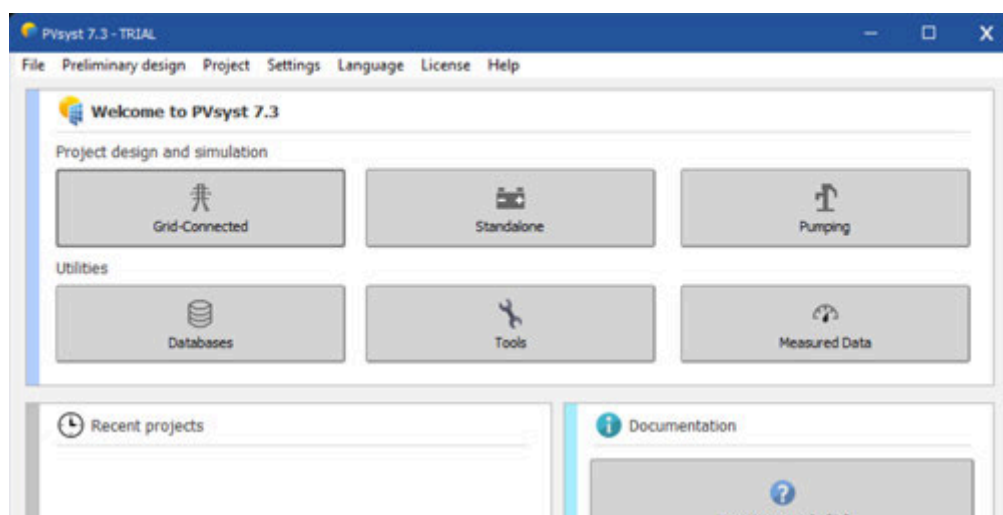 PVsyst 7.3 - TRIAL
File Preliminary design Project Settings Language License Help
Welcome to PVsyst 7.3
Project design and simulation
Grid-Connected Standalone Pumping
Utilities
Databases Tools Measured Data
Recent projects Documentation